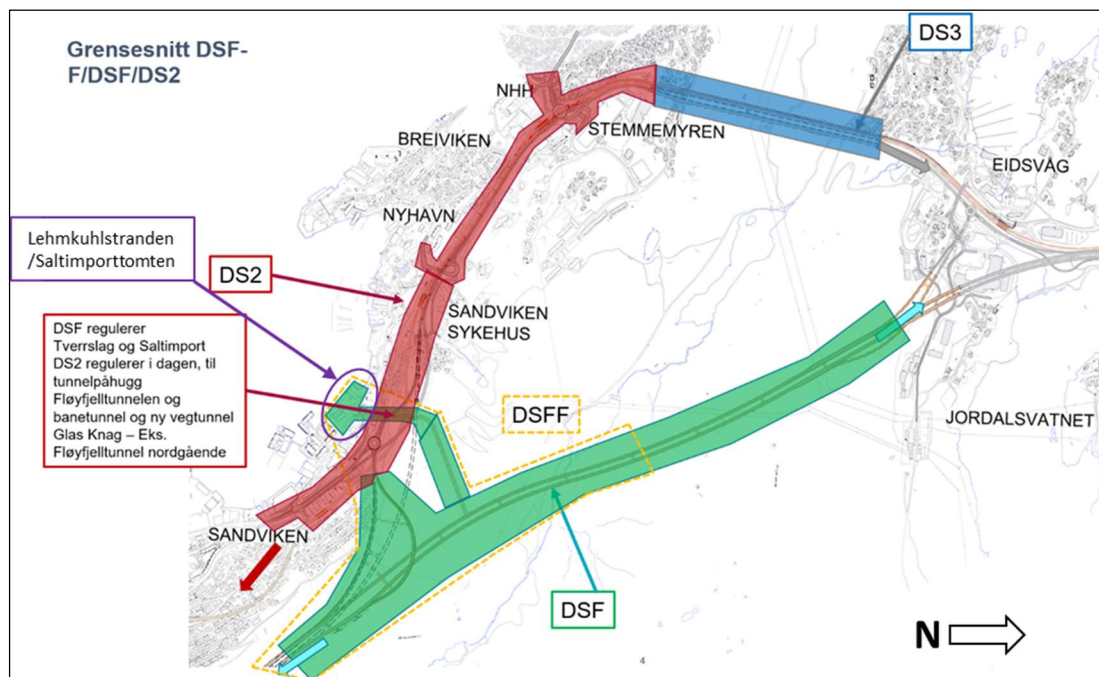 Grensesnitt DSF-
F/DSF/DS2
DS3
NHH
STEMMEMYREN
BREIVIKEN
EIDSVÅG
NYHAVN
Lehmkuhlstranden
/Saltimporttomten
DS2
SANDVIKEN
SYKEHUS
DSF regulerer
Tverrslag og Saltimport
DS2 regulerer i dagen, til
tunnelpåhugg
Fløyfjelltunnelen og
banetunnel og ny vegtunnel
Glas Knag – Eks.
Fløyfjelltunnel nordgående
DSFF
JORDALSVATNET
SANDVIKEN
DSF
N
4